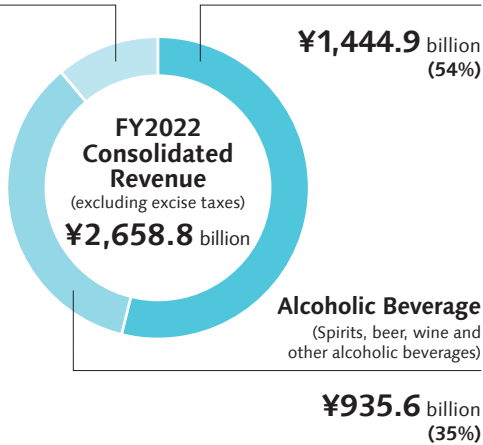 ¥1,444.9 billion
(54%)
FY2022
Consolidated
Revenue
(excluding excise taxes)
¥2,658.8 billion
Alcoholic Beverage
(Spirits, beer, wine and
other alcoholic beverages)
¥935.6 billion
(35%)